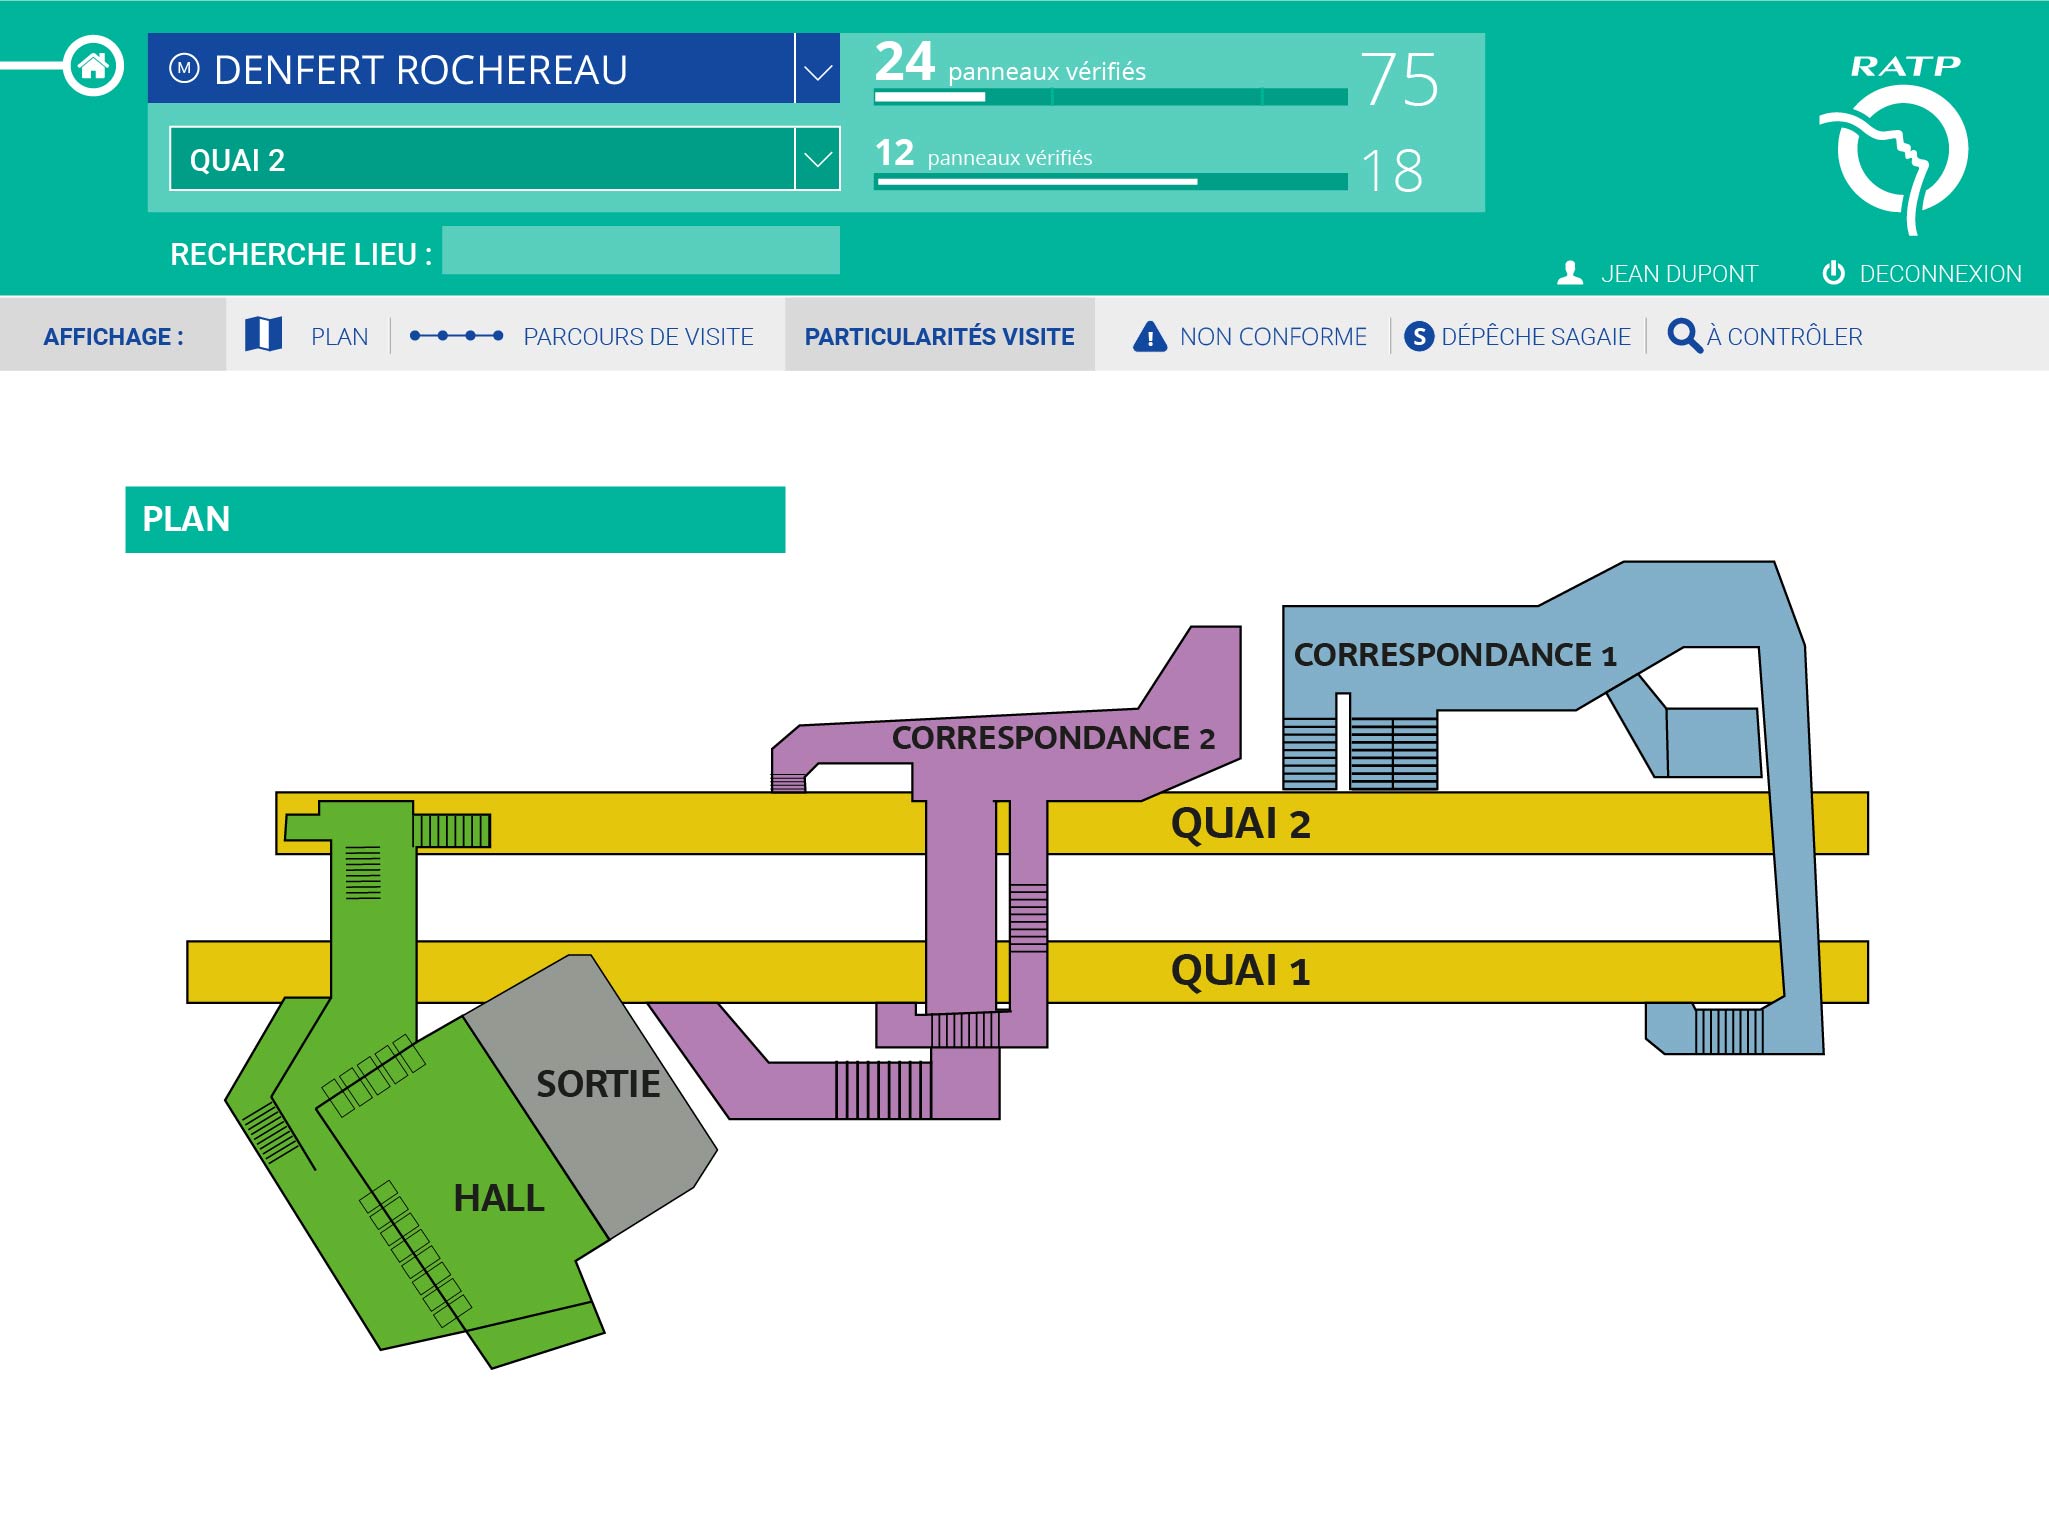 M DENFERT ROCHEREAU
24 panneaux vérifiés 75
QUAI 2
12 panneaux vérifiés 18
RECHERCHE LIEU :
RATP
JEAN DUPONT
DECONNEXION
AFFICHAGE :
PLAN
PARCOURS DE VISITE
PARTICULARITÉS VISITE
NON CONFORME
S DÉPÊCHE SAGAIE
À CONTRÔLER
PLAN
CORRESPONDANCE 1
CORRESPONDANCE 2
QUAI 2
QUAI 1
SORTIE
HALL